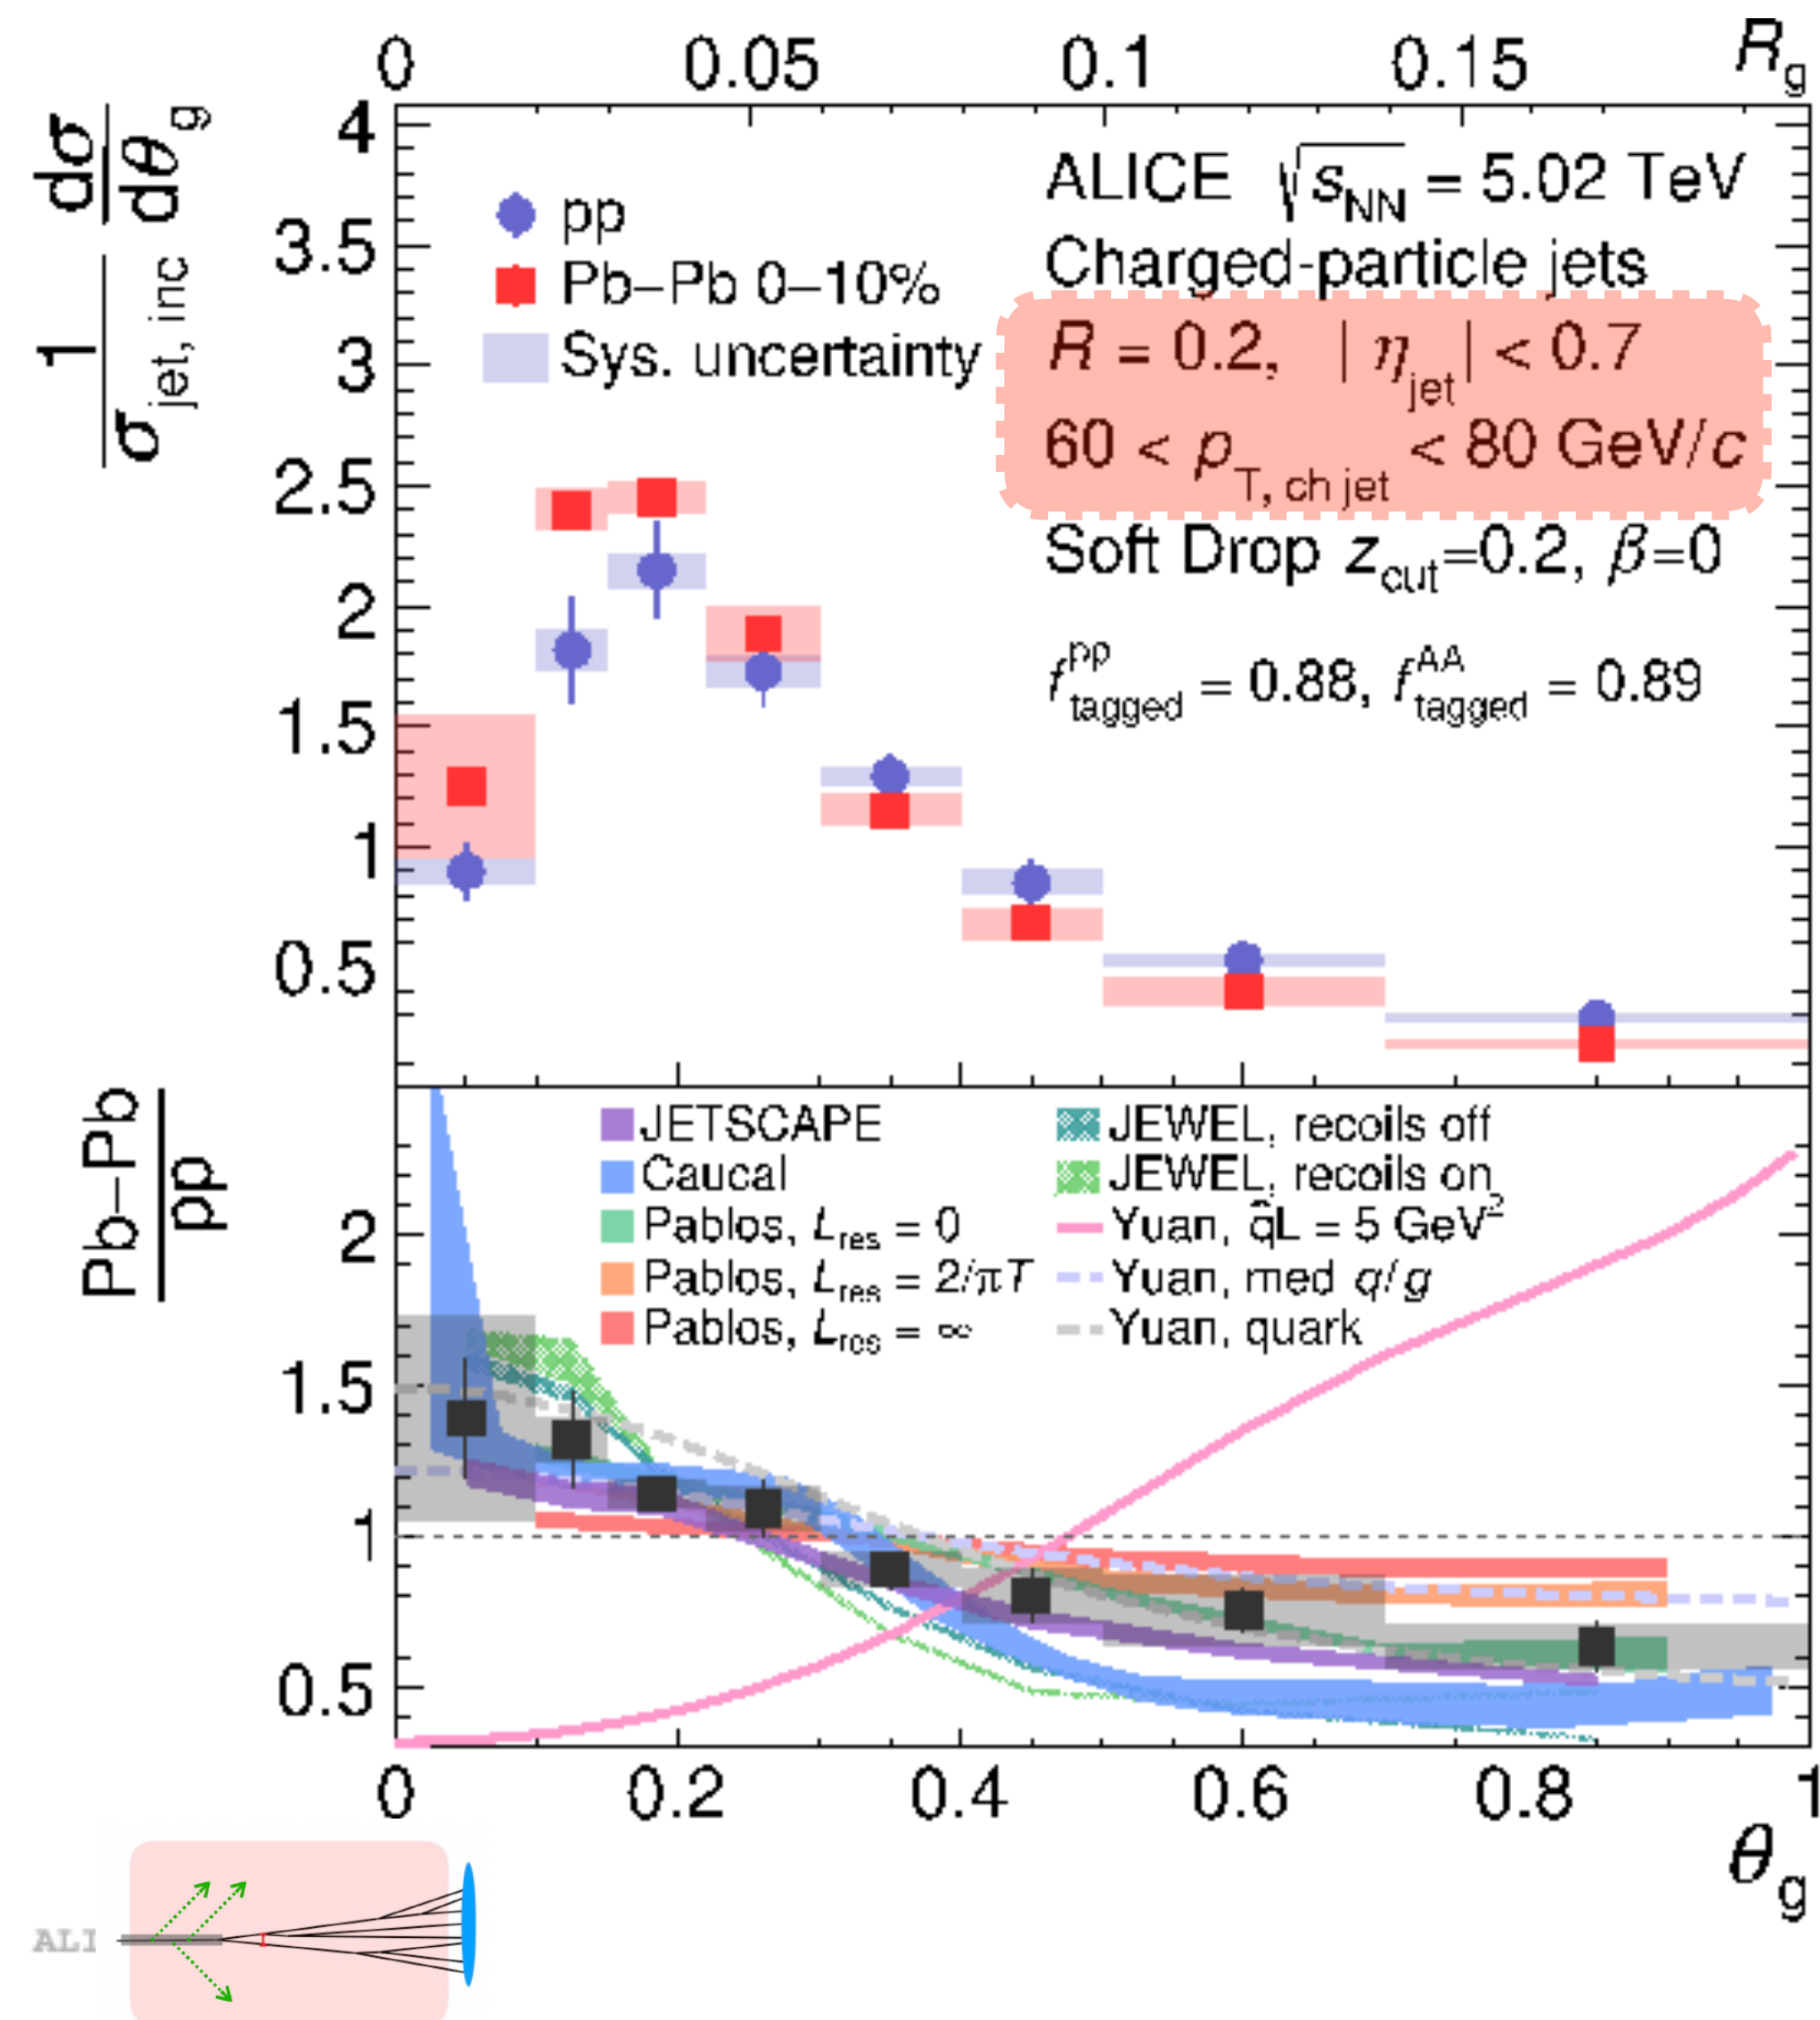 0 0.05 0.1 0.15 R_g
1/σ_jet, inc dσ/dθ_g
4
3.5
3
2.5
2
1.5
1
0.5
pp
Pb–Pb 0–10%
Sys. uncertainty
ALICE √s_NN = 5.02 TeV
Charged-particle jets
R = 0.2, | η_jet | < 0.7
60 < p_T, ch jet < 80 GeV/c
Soft Drop z_cut=0.2, β=0
f^pp_tagged = 0.88, f^AA_tagged = 0.89
Pb–Pb/pp
2
1.5
1
0.5
JETSCAPE
Caucal
Pablos, L_res = 0
Pablos, L_res = 2/πT
Pablos, L_res = ∞
JEWEL, recoils off
JEWEL, recoils on
Yuan, q̂L = 5 GeV²
Yuan, med q/g
Yuan, quark
0 0.2 0.4 0.6 0.8 1
θ_g
ALI